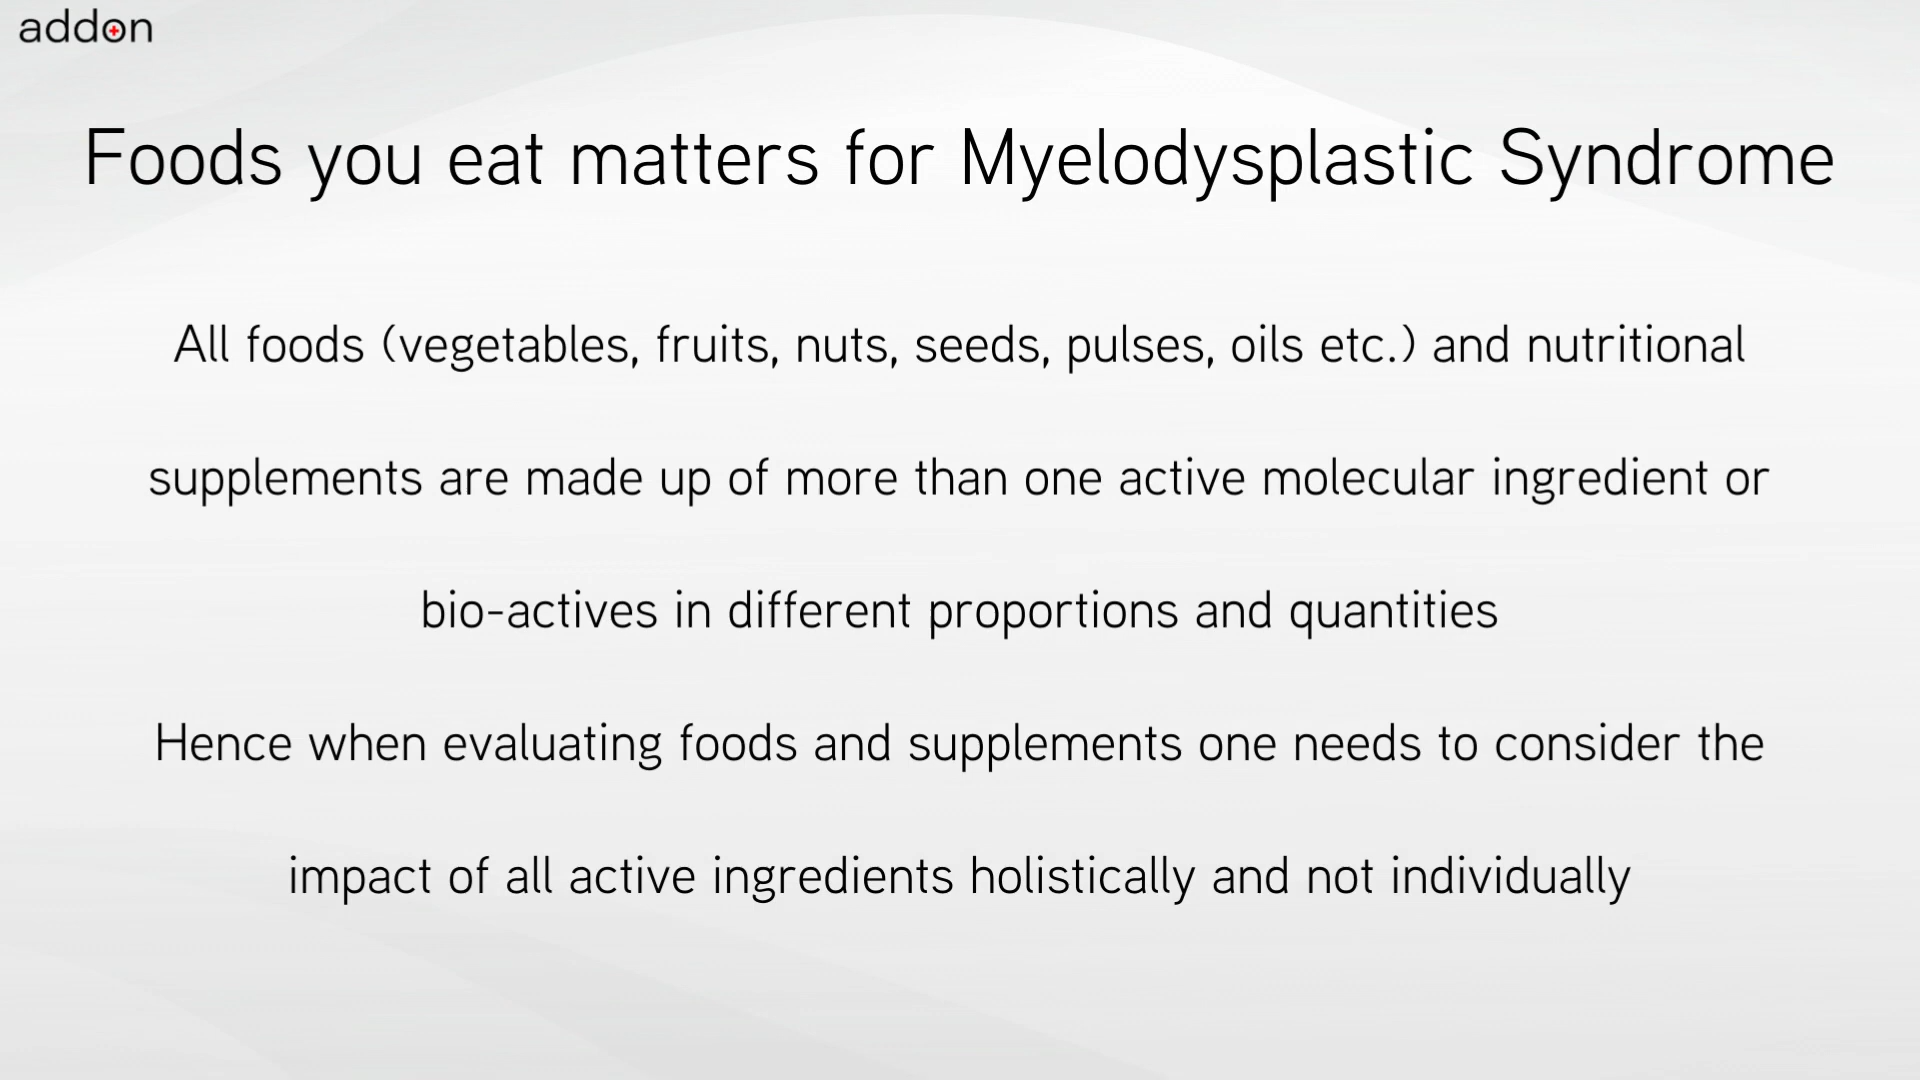 addon
Foods you eat matters for Myelodysplastic Syndrome
All foods (vegetables, fruits, nuts, seeds, pulses, oils etc.) and nutritional
supplements are made up of more than one active molecular ingredient or
bio-actives in different proportions and quantities
Hence when evaluating foods and supplements one needs to consider the
impact of all active ingredients holistically and not individually